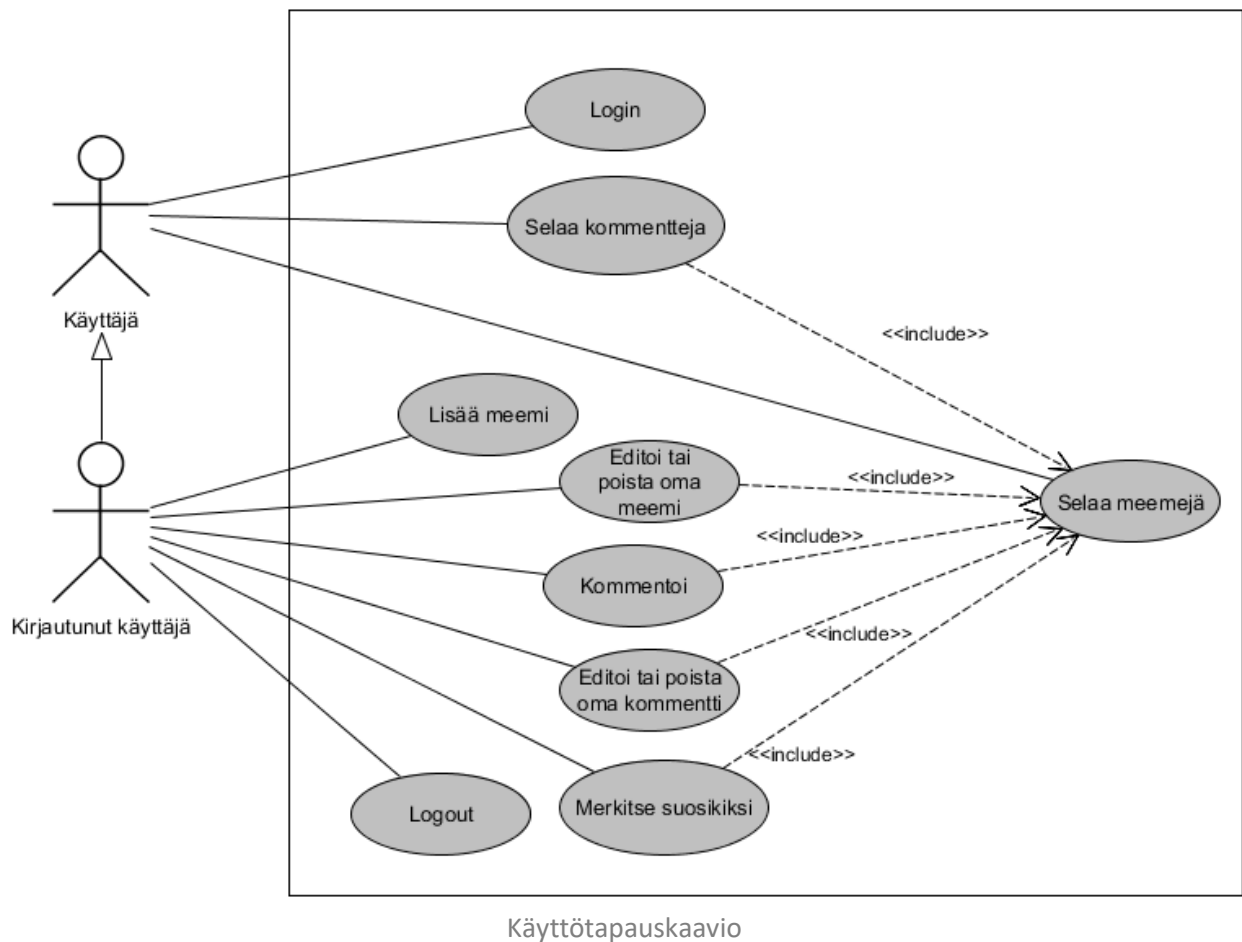 Login
Selaa kommentteja
Käyttäjä
<<include>>
Lisää meemi
Editoi tai
poista oma
meemi
<<include>>
Selaa meemejä
<<include>>
Kommentoi
Kirjautunut käyttäjä
<<include>>
Editoi tai poista
oma kommentti
<<include>>
Merkitse suosikiksi
Logout
Käyttötapauskaavio